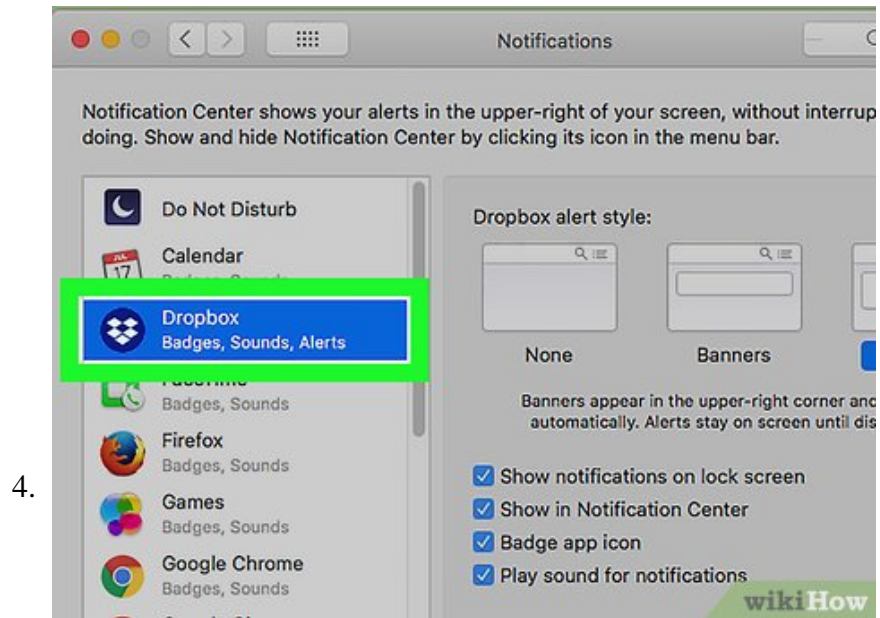 Notifications
Notification Center shows your alerts in the upper-right of your screen, without interrup
doing. Show and hide Notification Center by clicking its icon in the menu bar.
Do Not Disturb
Calendar
17
Dropbox
Badges, Sounds, Alerts
FaceTime
Badges, Sounds
Firefox
Badges, Sounds
Games
Badges, Sounds
Google Chrome
Badges, Sounds
Dropbox alert style:
None
Banners
Banners appear in the upper-right corner and
automatically. Alerts stay on screen until dis
Show notifications on lock screen
Show in Notification Center
Badge app icon
Play sound for notifications
4.
wikiHow